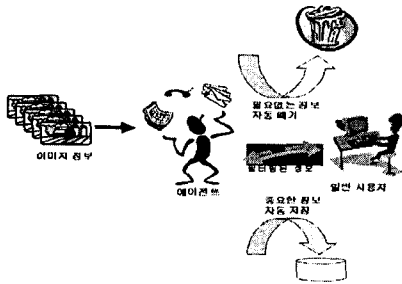 필요없는 정보
자동 폐기
이미지 정보
에이전트
필터링된 정보
일반 사용자
중요한 정보
자동 저장